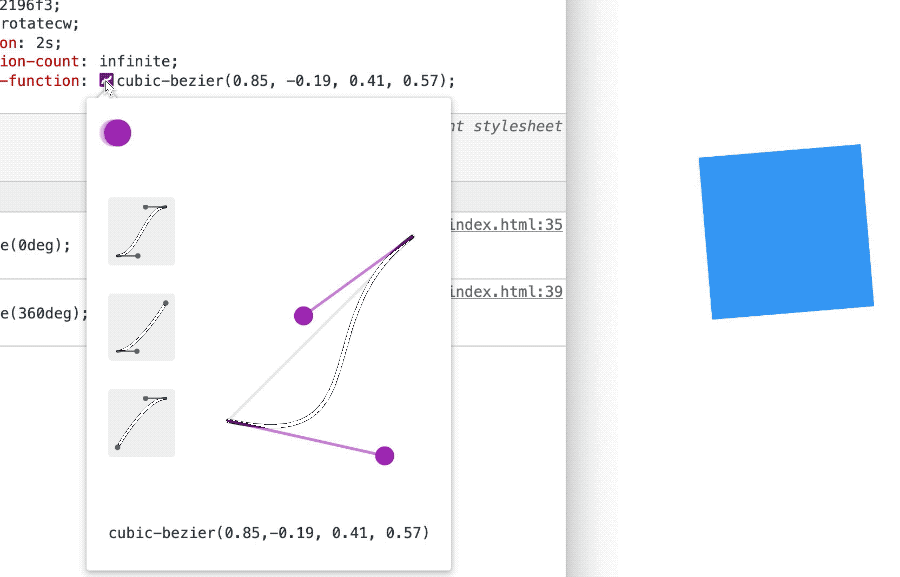 2196f3;
rotatecw;
on: 2s;
ion-count: infinite;
-function: cubic-bezier(0.85, -0.19, 0.41, 0.57);
nt stylesheet
index.html:35
e(0deg);
index.html:39
e(360deg);
cubic-bezier(0.85,-0.19, 0.41, 0.57)